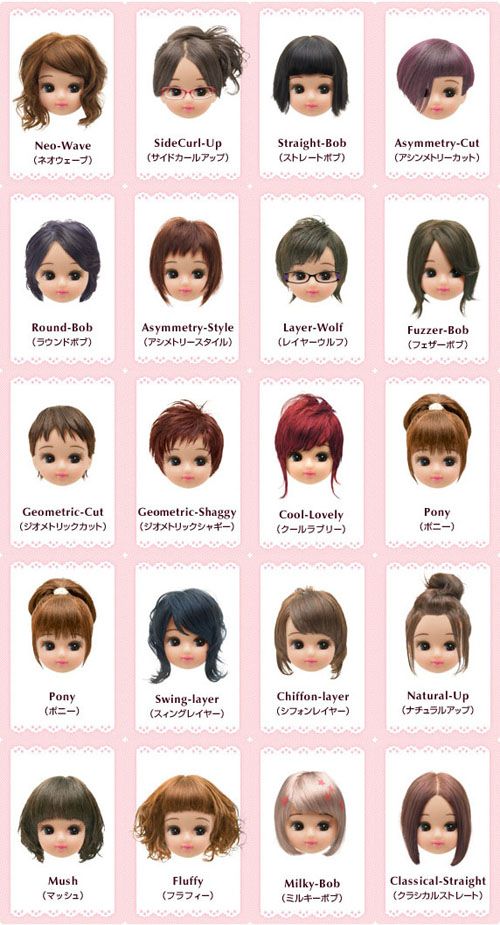 Neo-Wave
(ネオウェーブ)
SideCurl-Up
(サイドカールアップ)
Straight-Bob
(ストレートボブ)
Asymmetry-Cut
(アシンメトリーカット)
Round-Bob
(ラウンドボブ)
Asymmetry-Style
(アシメトリースタイル)
Layer-Wolf
(レイヤーウルフ)
Fuzzer-Bob
(フェザーボブ)
Geometric-Cut
(ジオメトリックカット)
Geometric-Shaggy
(ジオメトリックシャギー)
Cool-Lovely
(クールラブリー)
Pony
(ポニー)
Pony
(ポニー)
Swing-layer
(スィングレイヤー)
Chiffon-layer
(シフォンレイヤー)
Natural-Up
(ナチュラルアップ)
Mush
(マッシュ)
Fluffy
(フラフィー)
Milky-Bob
(ミルキーボブ)
Classical-Straight
(クラシカルストレート)